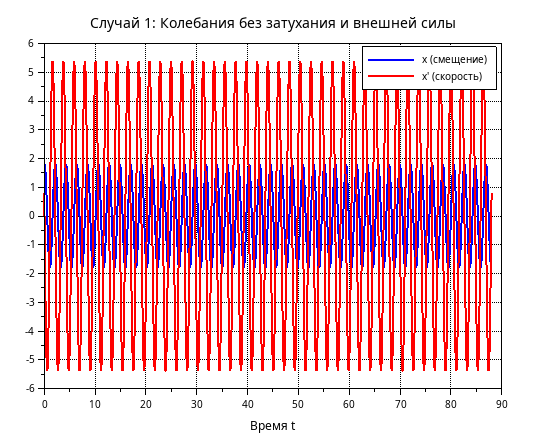 Случай 1: Колебания без затухания и внешней силы
x (смещение)
x' (скорость)
6
5
4
3
2
1
0
-1
-2
-3
-4
-5
-6
0 10 20 30 40 50 60 70 80 90
Время t